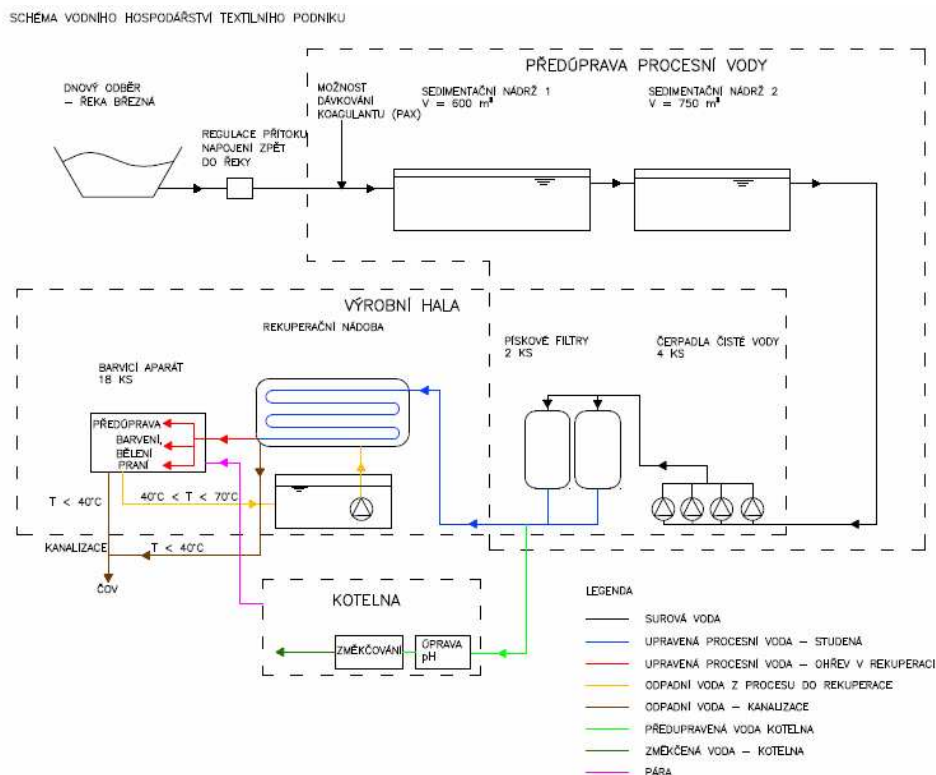 SCHÉMA VODNÍHO HOSPODÁŘSTVÍ TEXTILNÍHO PODNIKU
PŘEDÚPRAVA PROCESNÍ VODY
DNOVÝ ODBĚR
– ŘEKA BŘEZNÁ
REGULACE PŘÍTOKU
NAPOJENÍ ZPĚT
DO ŘEKY
MOŽNOST
DÁVKOVÁNÍ
KOAGULANTU (PAX)
SEDIMENTAČNÍ NÁDRŽ 1
V = 600 m³
SEDIMENTAČNÍ NÁDRŽ 2
V = 750 m³
VÝROBNÍ HALA
REKUPERAČNÍ NÁDOBA
BARVICÍ APARÁT
18 KS
PÍSKOVÉ FILTRY
2 KS
ČERPADLA ČISTÉ VODY
4 KS
PŘEDÚPRAVA
BARVENÍ,
BĚLENÍ
PRANÍ
T < 40°C
40°C < T < 70°C
KANALIZACE
T < 40°C
ČOV
KOTELNA
ZMĚKČOVÁNÍ
ÚPRAVA
pH
LEGENDA
SUROVÁ VODA
UPRAVENÁ PROCESNÍ VODA – STUDENÁ
UPRAVENÁ PROCESNÍ VODA – OHŘEV V REKUPERACI
ODPADNÍ VODA Z PROCESU DO REKUPERACE
ODPADNÍ VODA – KANALIZACE
PŘEDUPRAVENÁ VODA KOTELNA
ZMĚKČENÁ VODA – KOTELNA
PÁRA